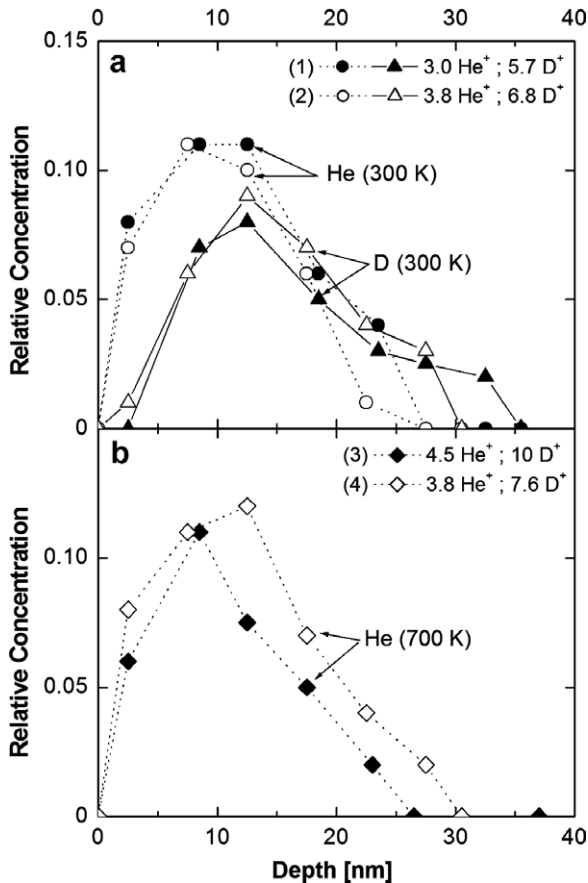 0 10 20 30 40
0.15
a
(1) 3.0 He+ ; 5.7 D+
(2) 3.8 He+ ; 6.8 D+
He (300 K)
0.10
D (300 K)
0.05
0
Relative Concentration
b
(3) 4.5 He+ ; 10 D+
(4) 3.8 He+ ; 7.6 D+
0.10
He (700 K)
0.05
0
Relative Concentration
0 10 20 30 40
Depth [nm]